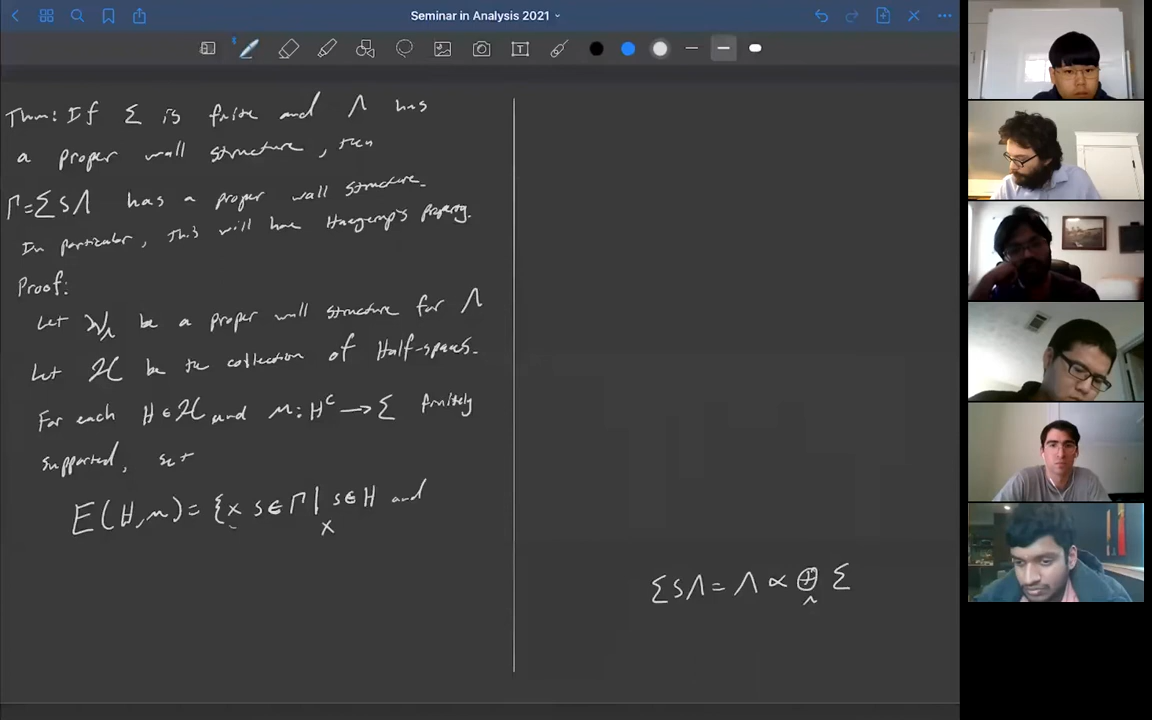 Seminar in Analysis 2021
Thm: If Σ is finite and Λ has
a proper wall structure, then
Γ=Σ≀Λ has a proper wall structure.
In particular, this will have Haagerup's property.
Proof:
Let W_Λ be a proper wall structure for Λ
Let ℋ be the collection of Half-spaces.
For each H∈ℋ and μ: H^c → Σ finitely
supported, set
E(H,μ)= {x s∈Γ | s∈H and
x
Σ≀Λ = Λ ∝ ⊕_Λ Σ